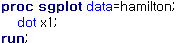 proc sgplot data=hamilton;
dot x1;
run;